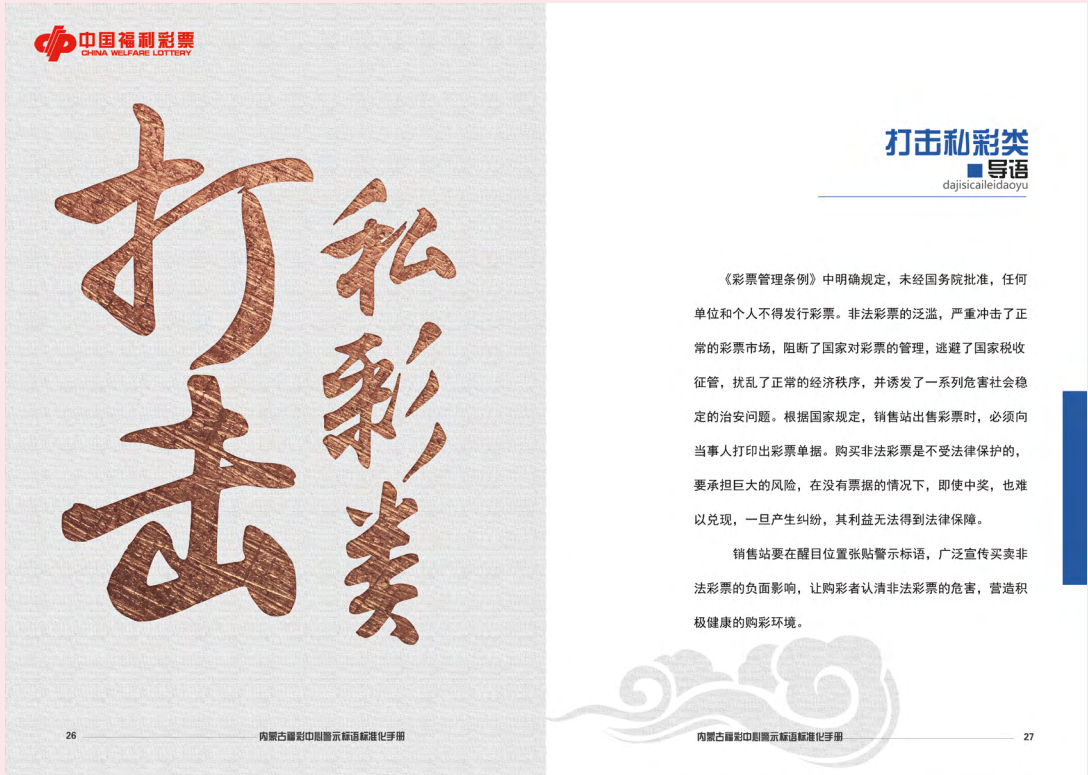 中国福利彩票
CHINA WELFARE LOTTERY
打击
私彩类
26
内蒙古福彩中心警示标语标准化手册
打击私彩类
导语
dajisicaileidaoyu
《彩票管理条例》中明确规定，未经国务院批准，任何
单位和个人不得发行彩票。非法彩票的泛滥，严重冲击了正
常的彩票市场，阻断了国家对彩票的管理，逃避了国家税收
征管，扰乱了正常的经济秩序，并诱发了一系列危害社会稳
定的治安问题。根据国家规定，销售站出售彩票时，必须向
当事人打印出彩票单据。购买非法彩票是不受法律保护的，
要承担巨大的风险，在没有票据的情况下，即使中奖，也难
以兑现，一旦产生纠纷，其利益无法得到法律保障。
销售站要在醒目位置张贴警示标语，广泛宣传买卖非
法彩票的负面影响，让购彩者认清非法彩票的危害，营造积
极健康的购彩环境。
内蒙古福彩中心警示标语标准化手册
27